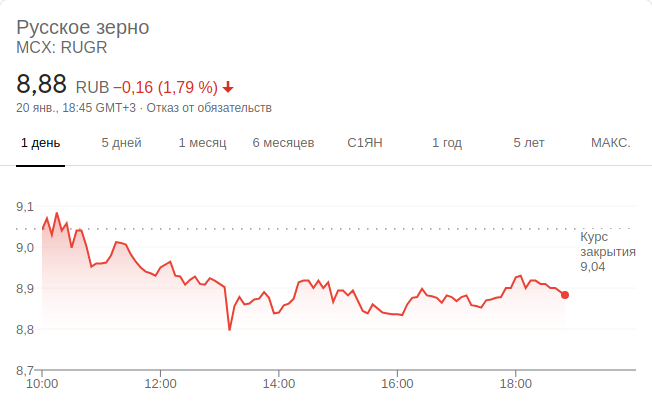 Русское зерно
MCX: RUGR
8,88 RUB −0,16 (1,79 %)
20 янв., 18:45 GMT+3 · Отказ от обязательств
1 день 5 дней 1 месяц 6 месяцев С1ЯН 1 год 5 лет МАКС.
9,1
Курс
закрытия
9,04
9,0
8,9
8,8
8,7
10:00 12:00 14:00 16:00 18:00